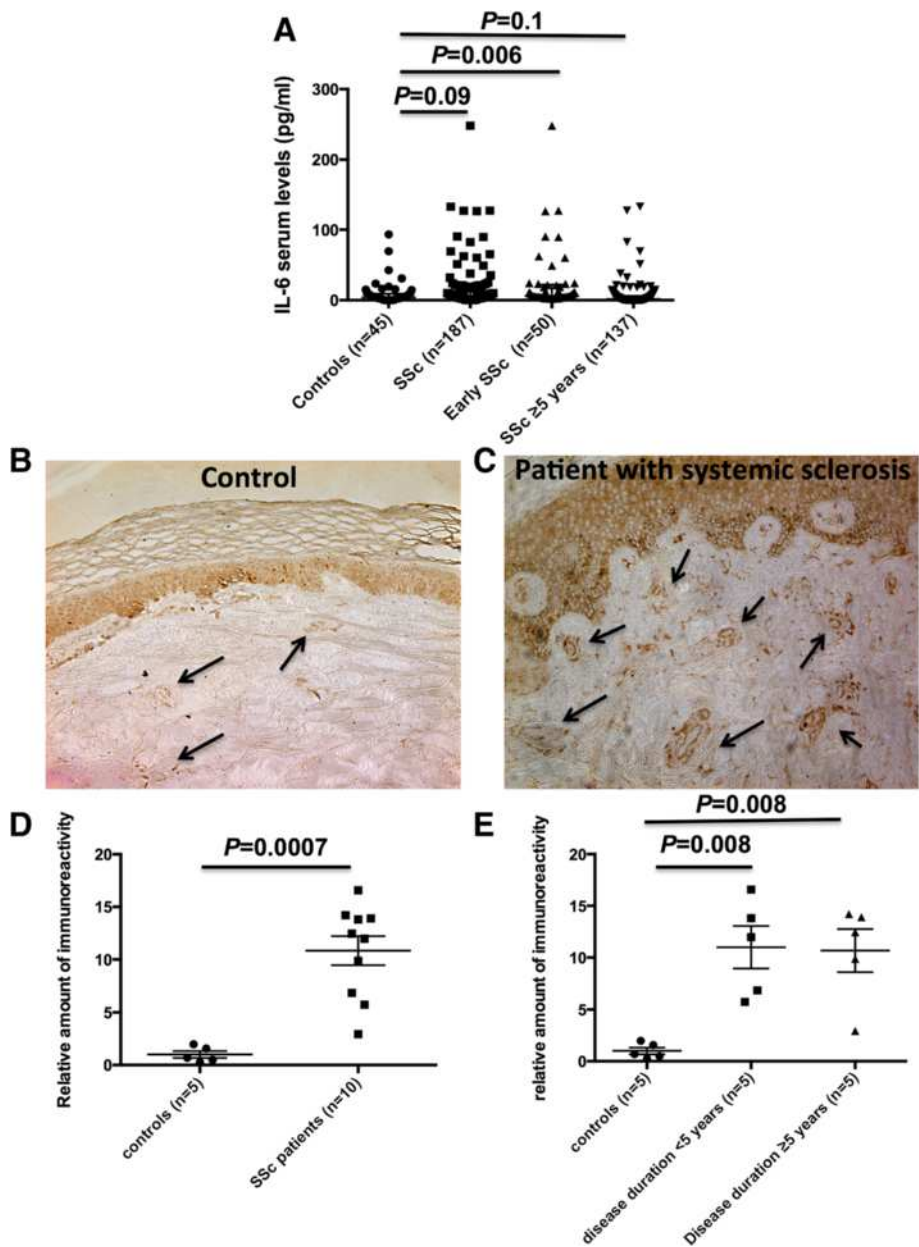 A
P=0.1
P=0.006
P=0.09
300
200
100
0
IL-6 serum levels (pg/ml)
Controls (n=45)
SSc (n=187)
Early SSc (n=50)
SSc ≥5 years (n=137)
B
Control
C
Patient with systemic sclerosis
D
P=0.0007
20
15
10
5
0
Relative amount of immunoreactivity
controls (n=5)
SSc patients (n=10)
E
P=0.008
P=0.008
20
15
10
5
0
relative amount of immunoreactivity
controls (n=5)
disease duration <5 years (n=5)
Disease duration ≥5 years (n=5)